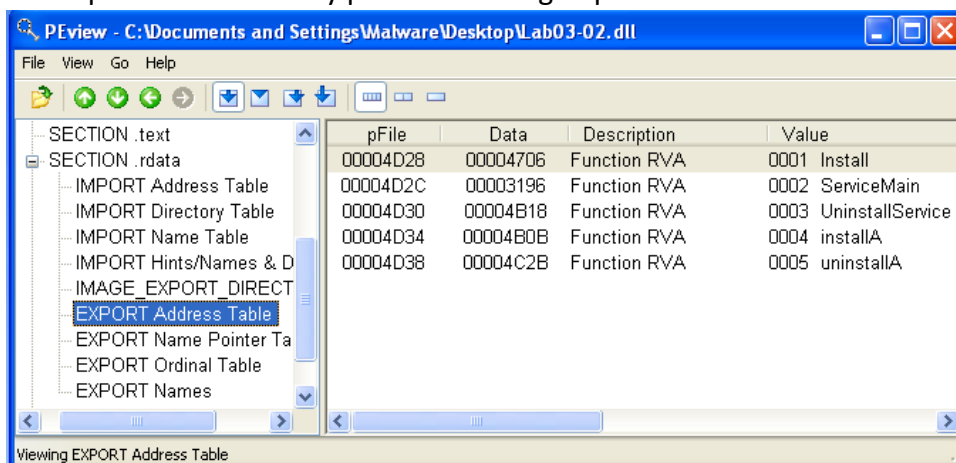 PEview - C:\Documents and Settings\Malware\Desktop\Lab03-02.dll
File View Go Help
SECTION .text
SECTION .rdata
IMPORT Address Table
IMPORT Directory Table
IMPORT Name Table
IMPORT Hints/Names & D
IMAGE_EXPORT_DIRECT
EXPORT Address Table
EXPORT Name Pointer Ta
EXPORT Ordinal Table
EXPORT Names
pFile Data Description Value
00004D28 00004706 Function RVA 0001 Install
00004D2C 00003196 Function RVA 0002 ServiceMain
00004D30 00004B18 Function RVA 0003 UninstallService
00004D34 00004B0B Function RVA 0004 installA
00004D38 00004C2B Function RVA 0005 uninstallA
Viewing EXPORT Address Table